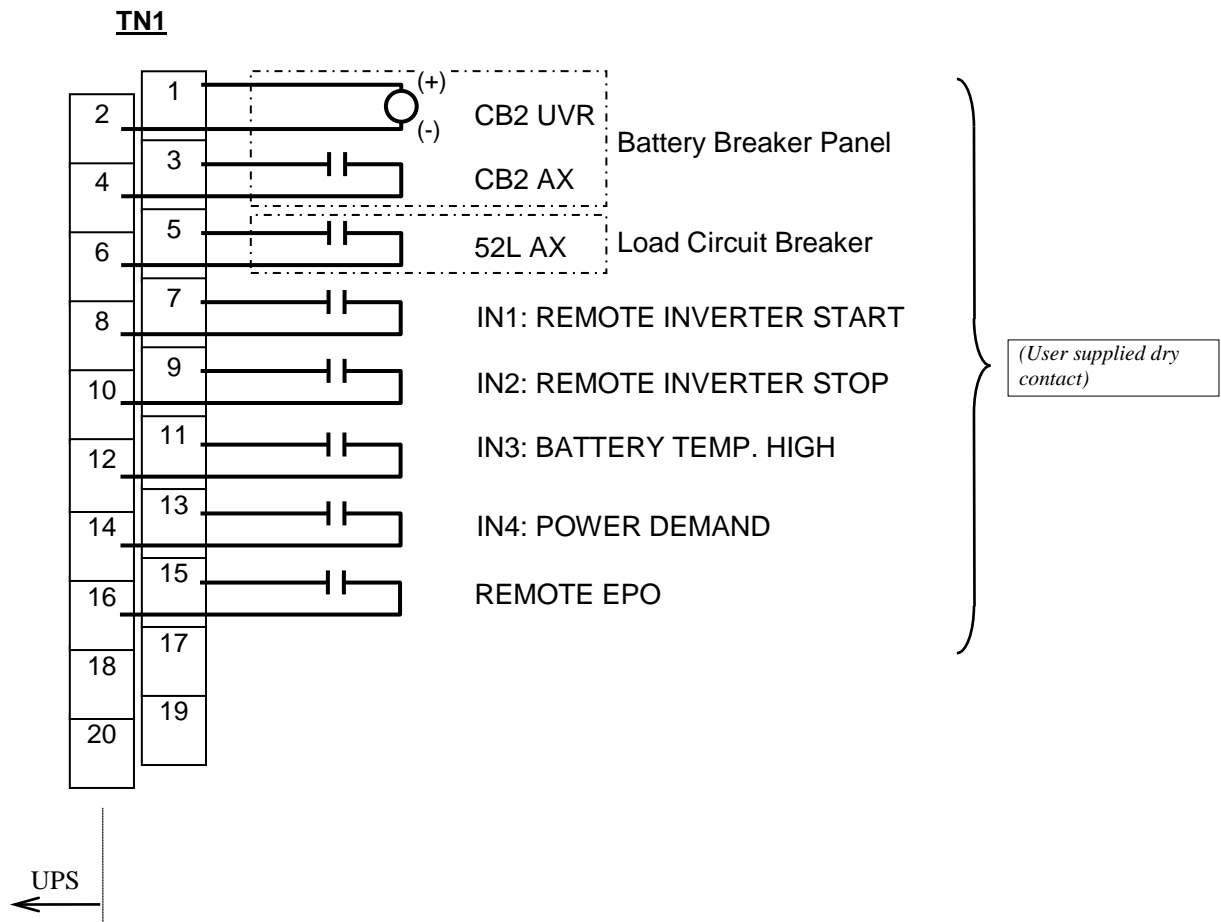 TN1
1
(+)
2
CB2 UVR
(-)
Battery Breaker Panel
3
4
CB2 AX
5
6
52L AX
Load Circuit Breaker
7
8
IN1: REMOTE INVERTER START
9
10
IN2: REMOTE INVERTER STOP
(User supplied dry
contact)
11
12
IN3: BATTERY TEMP. HIGH
13
14
IN4: POWER DEMAND
15
16
REMOTE EPO
17
18
19
20
UPS